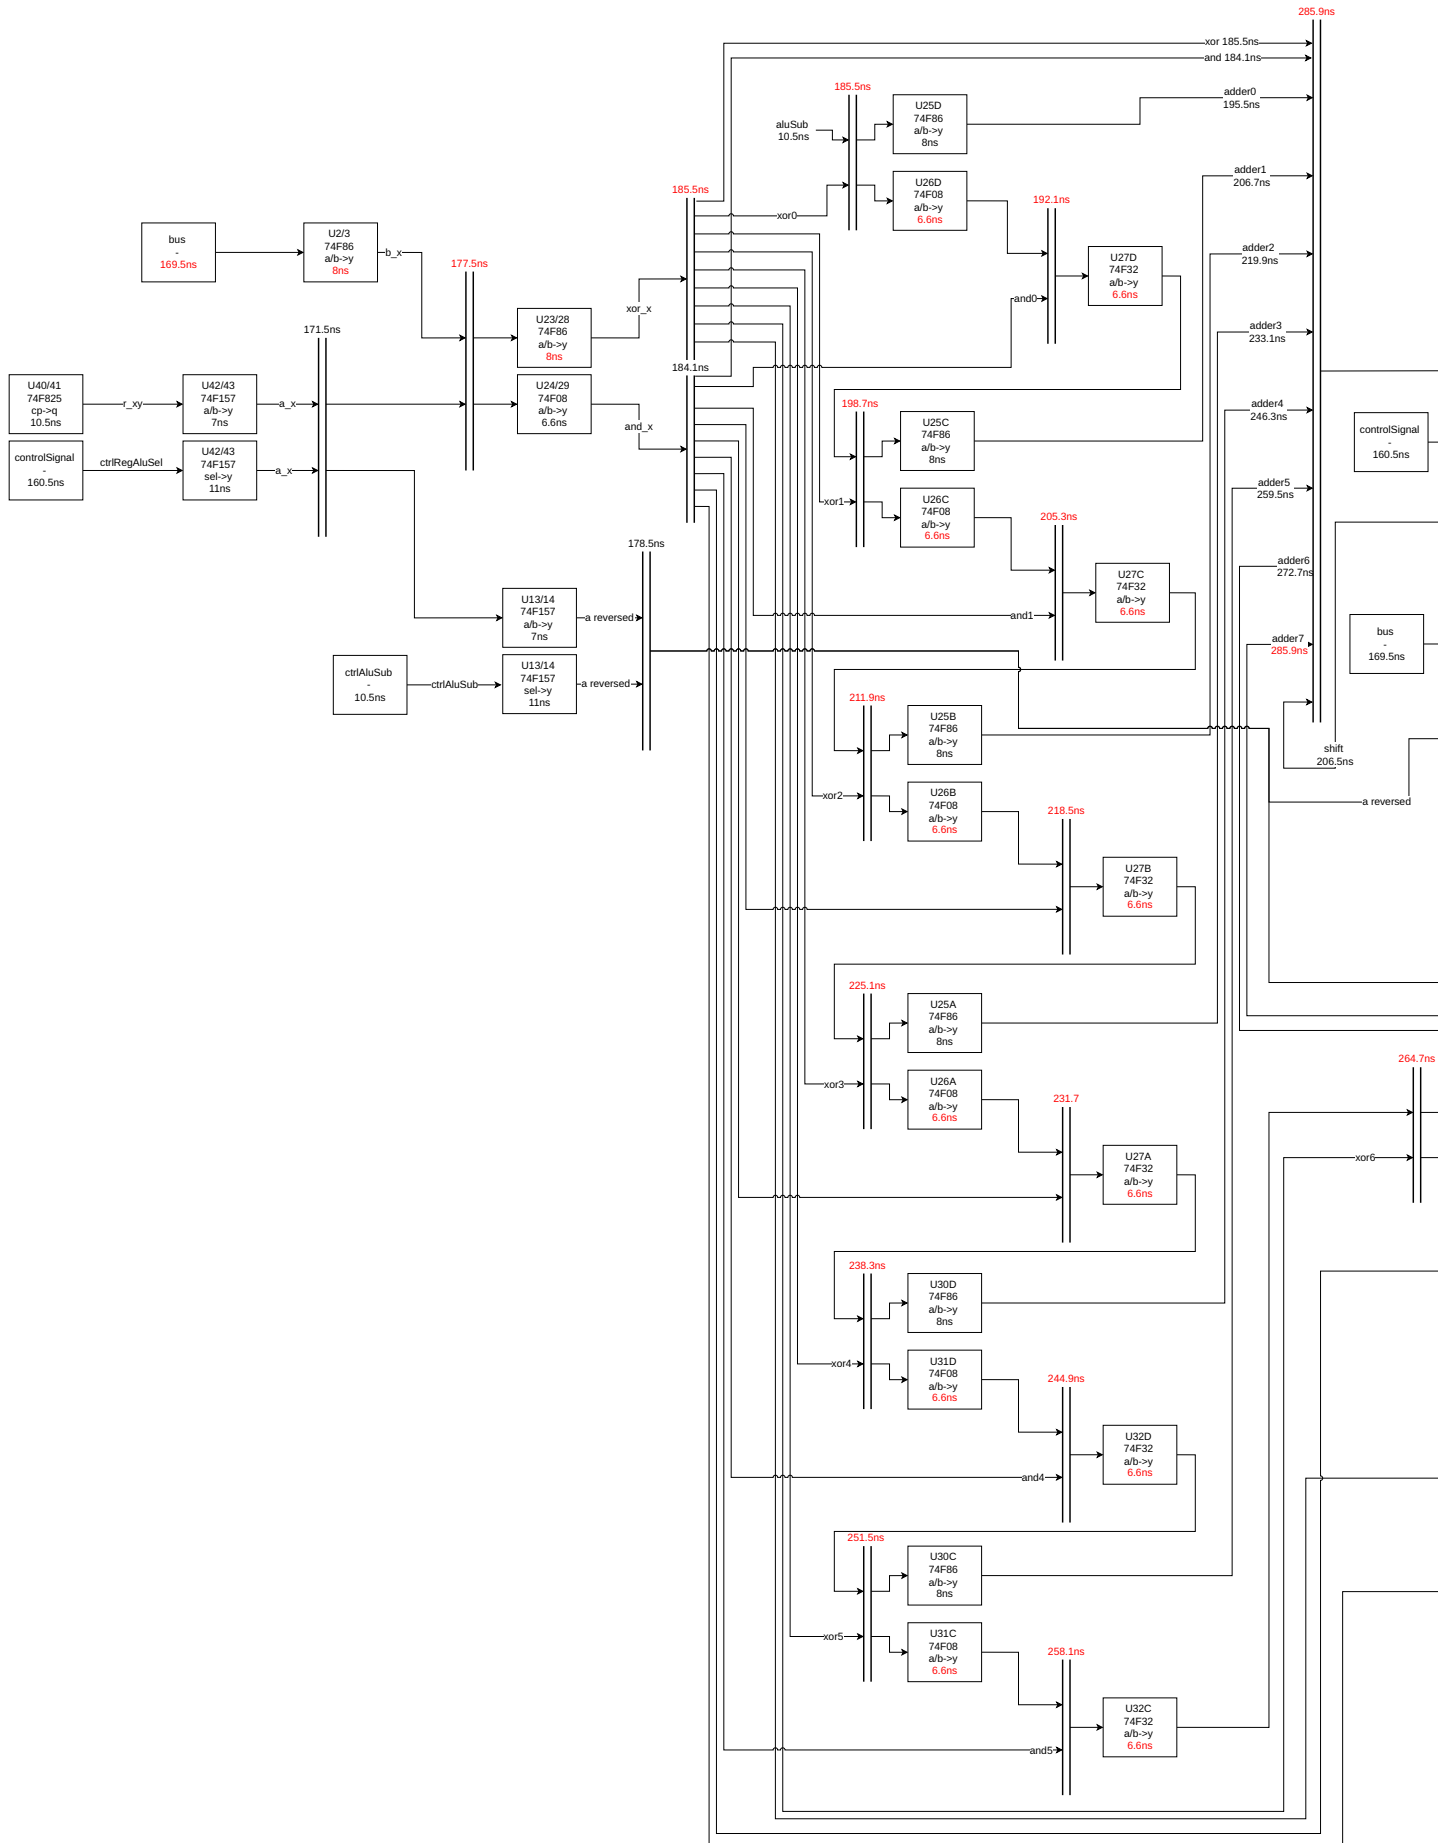 285.9ns
xor 185.5ns
and 184.1ns
185.5ns
aluSub
10.5ns
U25D
74F86
a/b->y
8ns
adder0
195.5ns
U26D
74F08
a/b->y
6.6ns
adder1
206.7ns
185.5ns
xor0
192.1ns
bus
-
169.5ns
U2/3
74F86
a/b->y
8ns
b_x
177.5ns
U27D
74F32
a/b->y
6.6ns
adder2
219.9ns
and0
xor_x
U23/28
74F86
a/b->y
8ns
171.5ns
adder3
233.1ns
184.1ns
U40/41
74F825
cp->q
10.5ns
r_xy
U42/43
74F157
a/b->y
7ns
a_x
U24/29
74F08
a/b->y
6.6ns
and_x
198.7ns
U25C
74F86
a/b->y
8ns
adder4
246.3ns
controlSignal
-
160.5ns
controlSignal
-
160.5ns
ctrlRegAluSel
U42/43
74F157
sel->y
11ns
a_x
xor1
U26C
74F08
a/b->y
6.6ns
adder5
259.5ns
205.3ns
178.5ns
U27C
74F32
a/b->y
6.6ns
adder6
272.7ns
and1
U13/14
74F157
a/b->y
7ns
a reversed
adder7
285.9ns
bus
-
169.5ns
ctrlAluSub
-
10.5ns
ctrlAluSub
U13/14
74F157
sel->y
11ns
a reversed
211.9ns
U25B
74F86
a/b->y
8ns
shift
206.5ns
xor2
U26B
74F08
a/b->y
6.6ns
a reversed
218.5ns
U27B
74F32
a/b->y
6.6ns
225.1ns
U25A
74F86
a/b->y
8ns
264.7ns
xor3
U26A
74F08
a/b->y
6.6ns
231.7
U27A
74F32
a/b->y
6.6ns
xor6
238.3ns
U30D
74F86
a/b->y
8ns
xor4
U31D
74F08
a/b->y
6.6ns
244.9ns
U32D
74F32
a/b->y
6.6ns
and4
251.5ns
U30C
74F86
a/b->y
8ns
xor5
U31C
74F08
a/b->y
6.6ns
258.1ns
U32C
74F32
a/b->y
6.6ns
and5